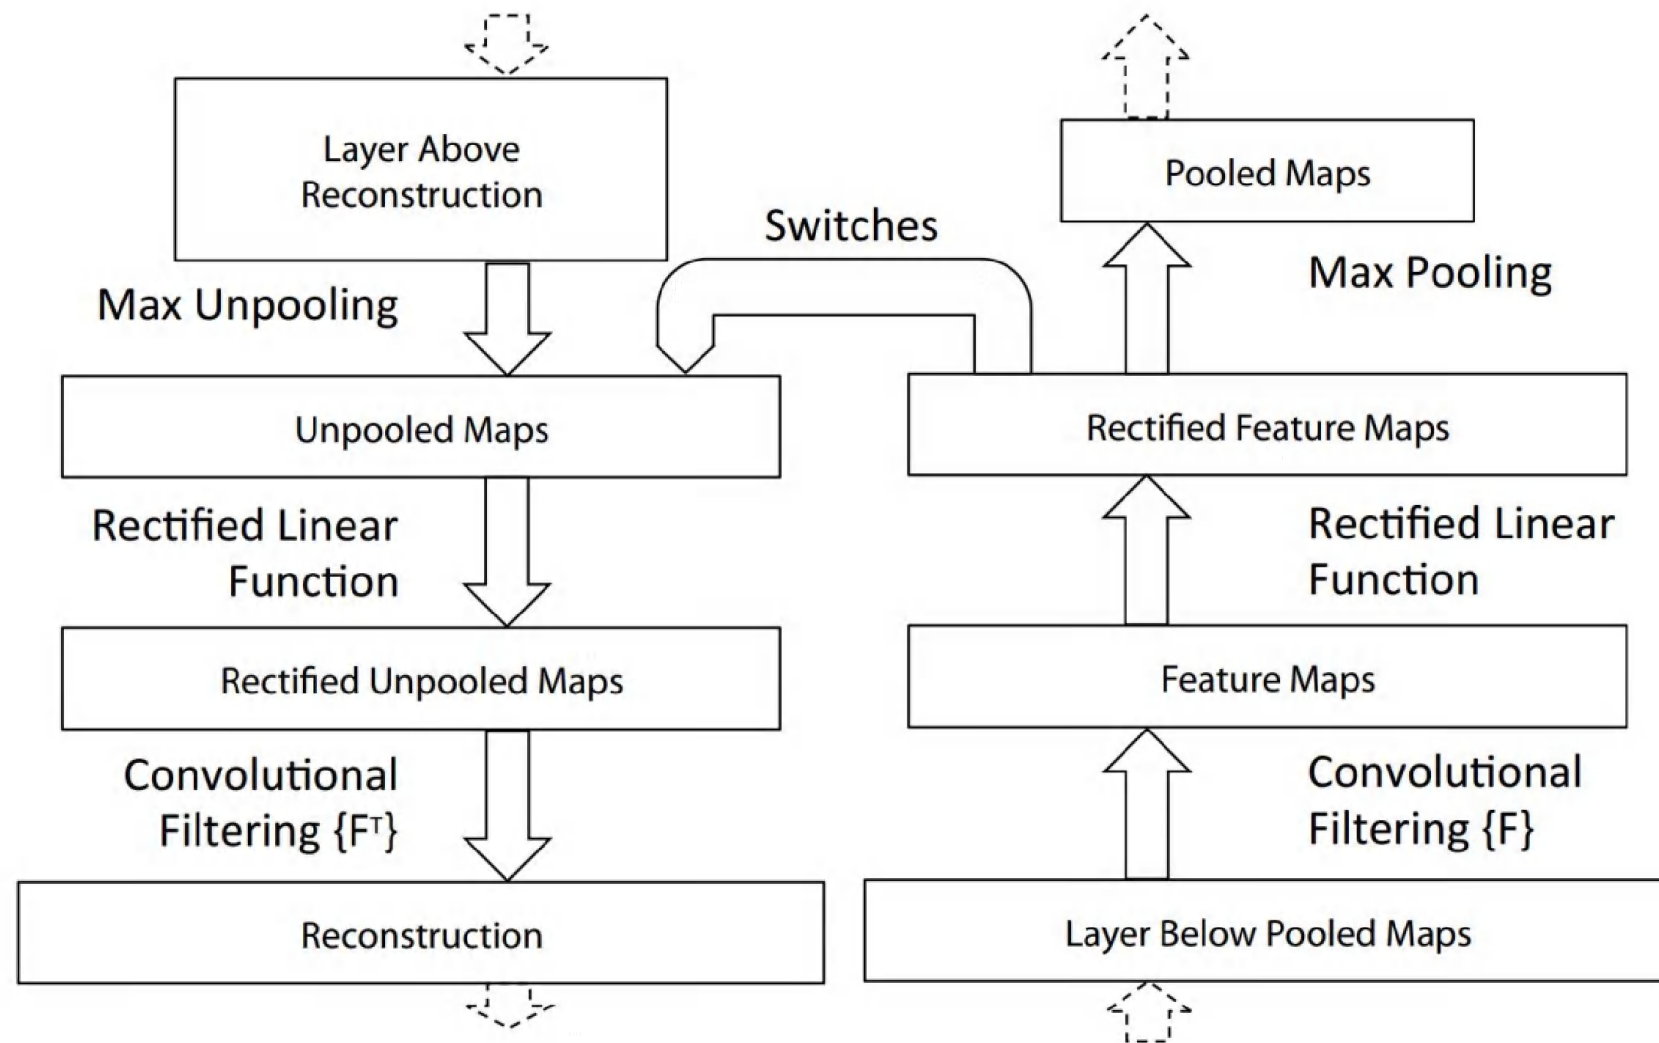 Layer Above
Reconstruction
Pooled Maps
Switches
Max Unpooling
Max Pooling
Unpooled Maps
Rectified Feature Maps
Rectified Linear
Function
Rectified Linear
Function
Rectified Unpooled Maps
Feature Maps
Convolutional
Filtering {Fᵀ}
Convolutional
Filtering {F}
Reconstruction
Layer Below Pooled Maps